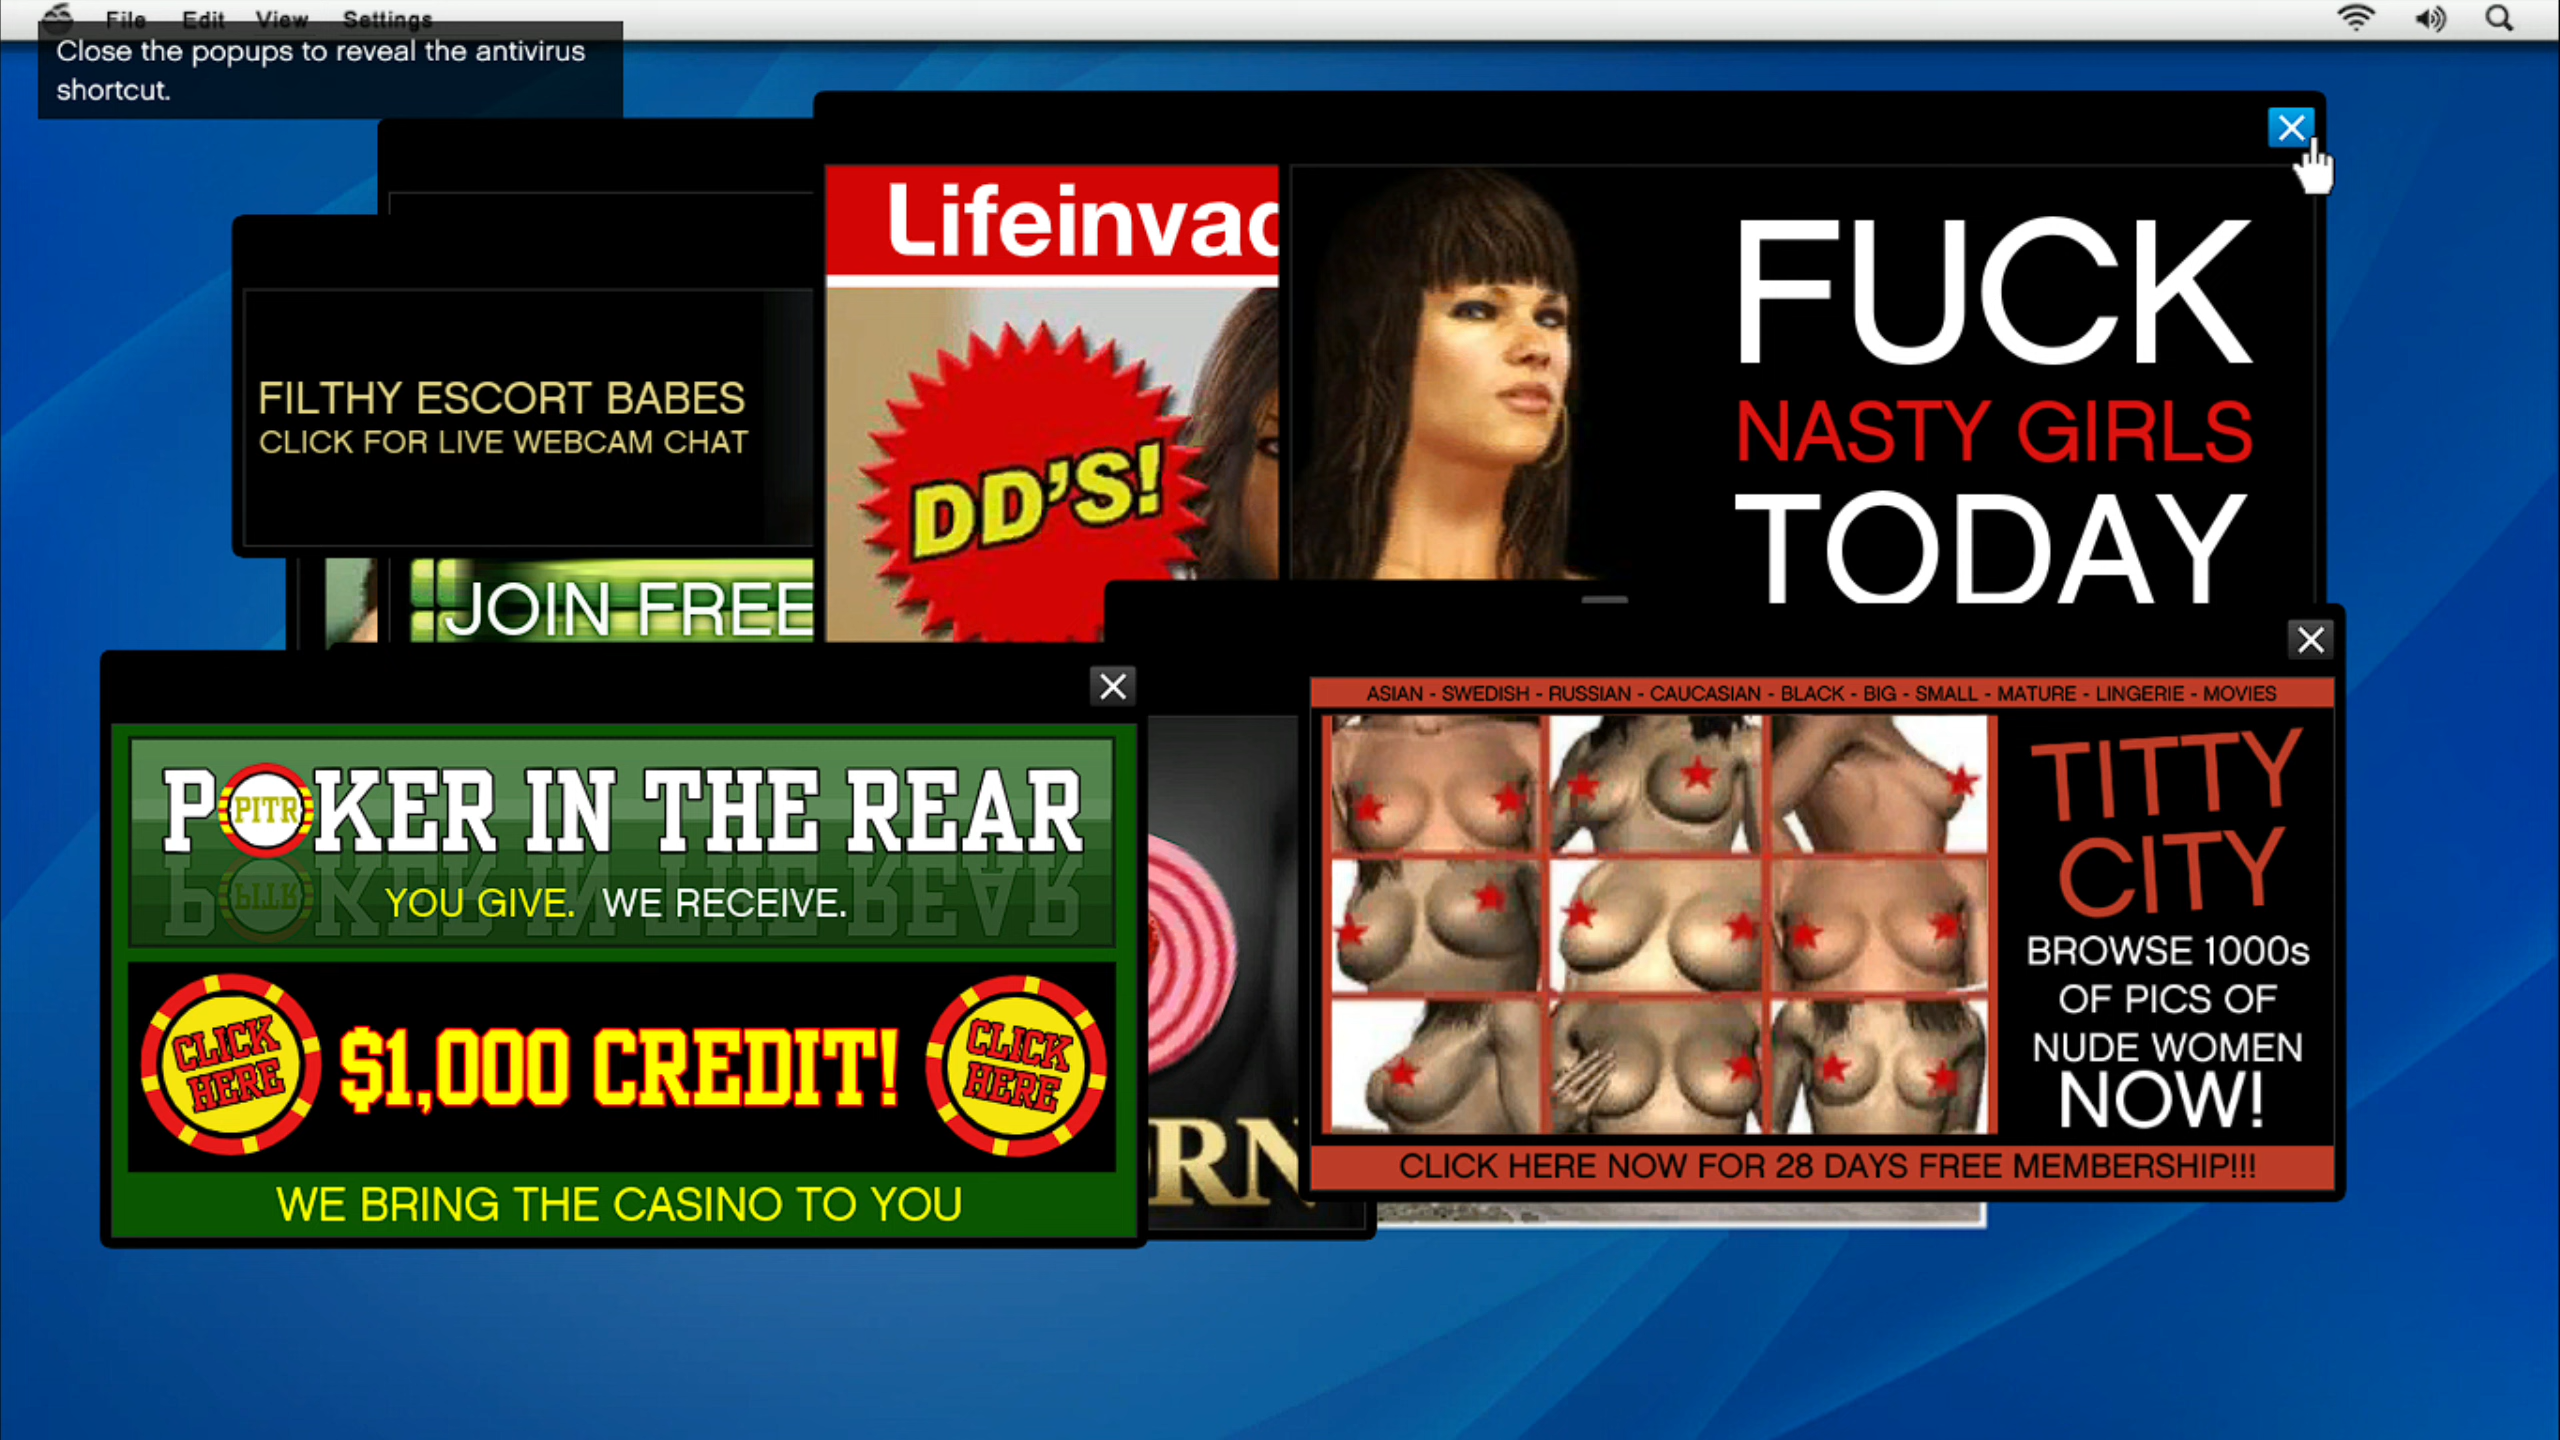 File Edit View Settings
Close the popups to reveal the antivirus
shortcut.
Lifeinvad
DD'S!
FUCK
NASTY GIRLS
TODAY
FILTHY ESCORT BABES
CLICK FOR LIVE WEBCAM CHAT
JOIN FREE
POKER IN THE REAR
PITR
YOU GIVE. WE RECEIVE.
CLICK
HERE
$1,000 CREDIT!
CLICK
HERE
WE BRING THE CASINO TO YOU
RN
ASIAN - SWEDISH - RUSSIAN - CAUCASIAN - BLACK - BIG - SMALL - MATURE - LINGERIE - MOVIES
TITTY
CITY
BROWSE 1000s
OF PICS OF
NUDE WOMEN
NOW!
CLICK HERE NOW FOR 28 DAYS FREE MEMBERSHIP!!!